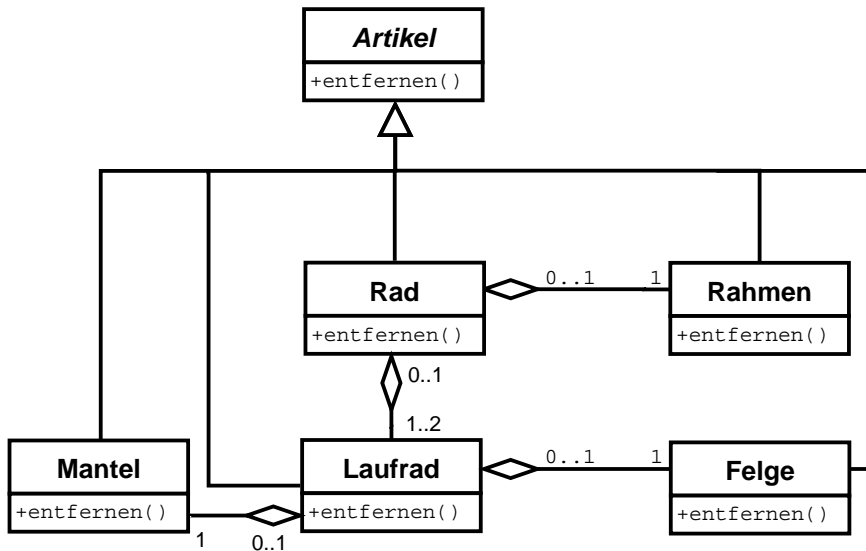 Artikel
+entfernen()
Rad
0..1
1
Rahmen
+entfernen()
+entfernen()
0..1
1..2
Mantel
Laufrad
0..1
1
Felge
+entfernen()
+entfernen()
+entfernen()
1
0..1